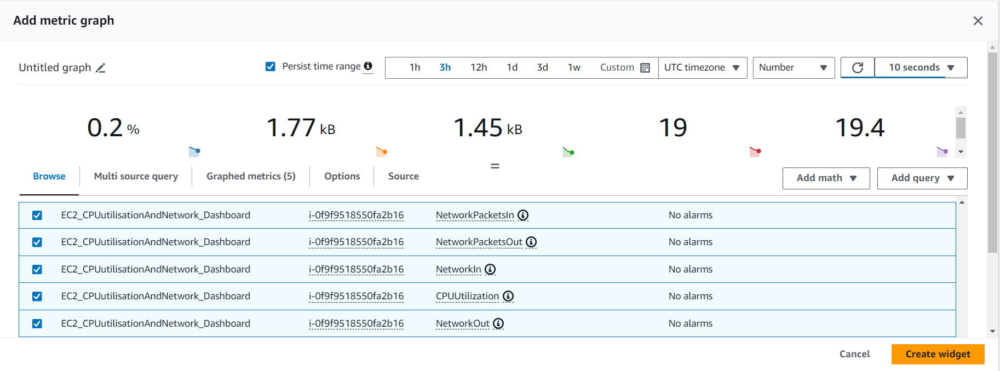 Add metric graph
Untitled graph
Persist time range
1h 3h 12h 1d 3d 1w Custom
UTC timezone
Number
10 seconds
0.2 % 1.77 kB 1.45 kB 19 19.4
Browse Multi source query Graphed metrics (5) Options Source
Add math Add query
EC2_CPUutilisationAndNetwork_Dashboard i-0f9f9518550fa2b16 NetworkPacketsIn No alarms
EC2_CPUutilisationAndNetwork_Dashboard i-0f9f9518550fa2b16 NetworkPacketsOut No alarms
EC2_CPUutilisationAndNetwork_Dashboard i-0f9f9518550fa2b16 NetworkIn No alarms
EC2_CPUutilisationAndNetwork_Dashboard i-0f9f9518550fa2b16 CPUUtilization No alarms
EC2_CPUutilisationAndNetwork_Dashboard i-0f9f9518550fa2b16 NetworkOut No alarms
Cancel Create widget